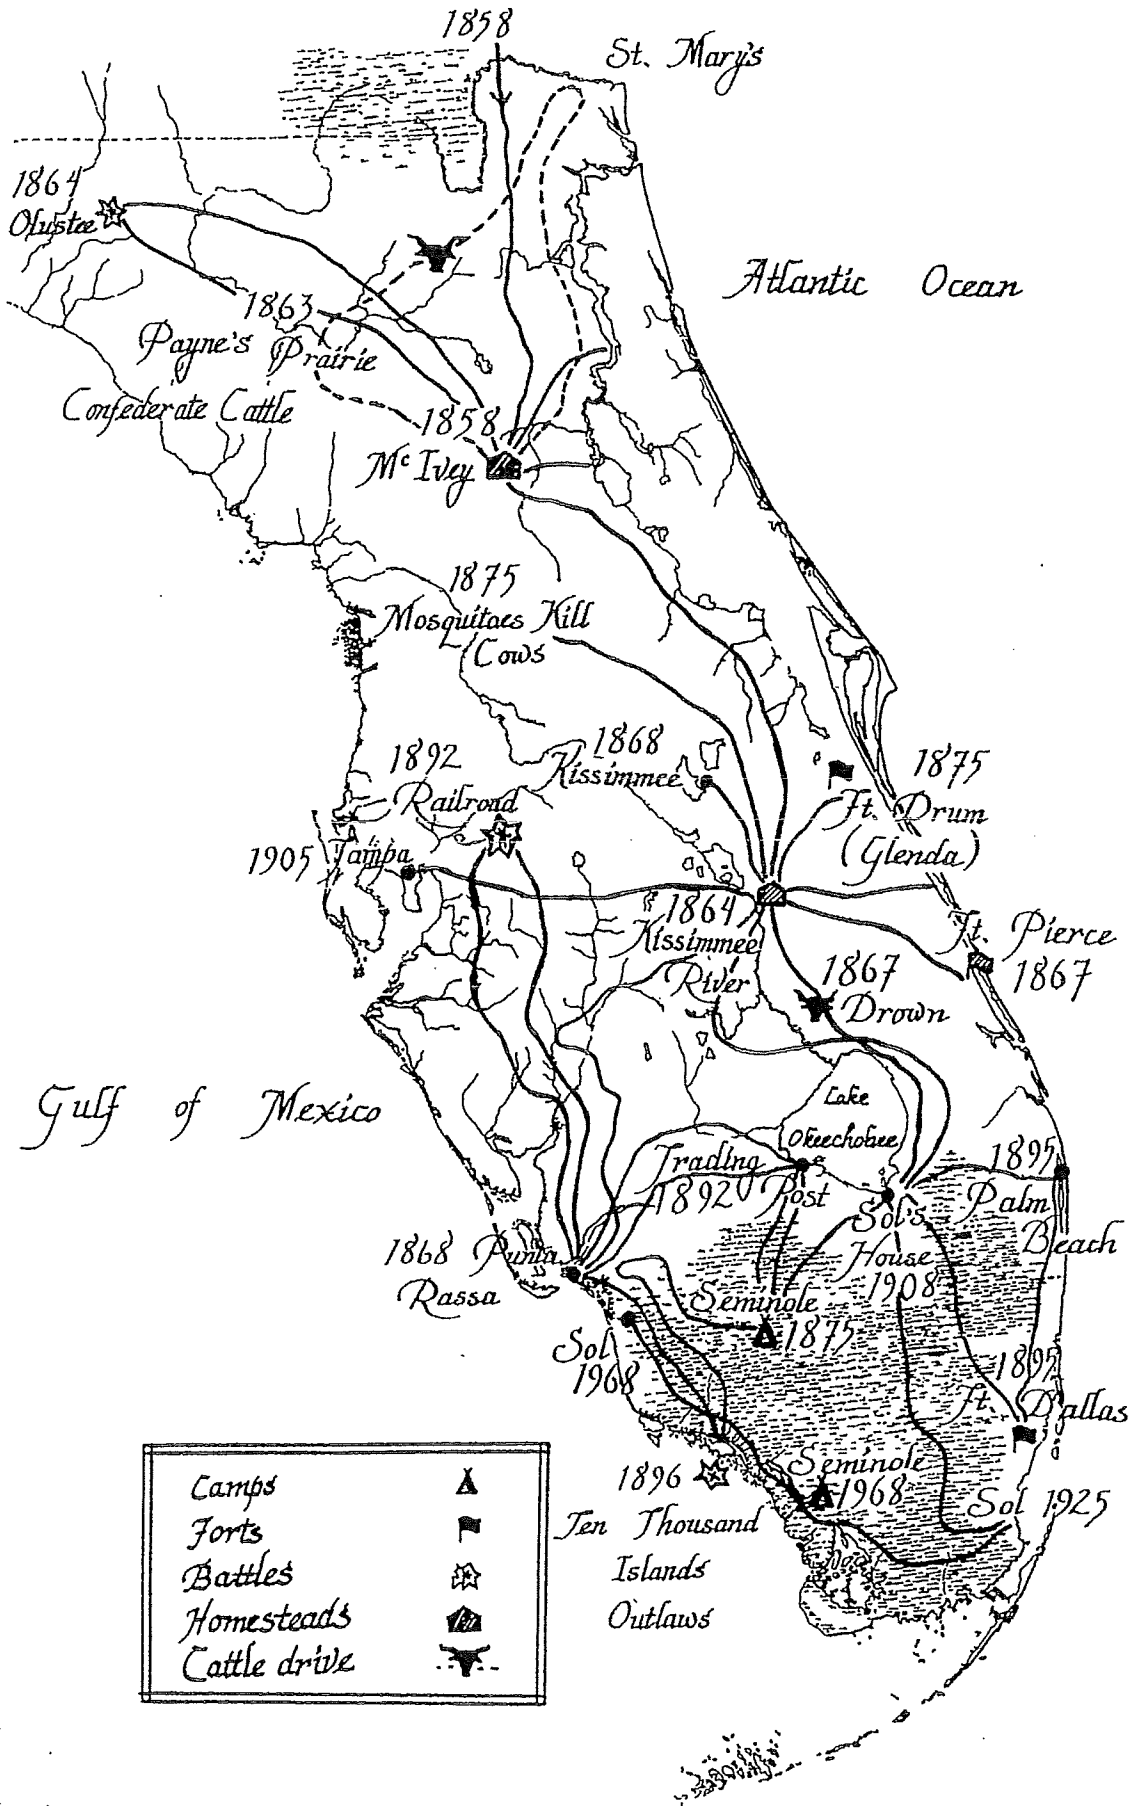 1858
St. Mary's
1864
Olustee
Atlantic Ocean
1863
Payne's Prairie
Confederate Cattle
1858
Mc Ivey
1875
Mosquitaes Kill
Cows
1868
Kissimmee
1892
Railroad
1875
Ft. Drum
(Glenda)
1905 Tampa
1864
Kissimmee
River
Ft. Pierce
1867
1867
Drown
Gulf of Mexico
Lake
Okeechobee
Trading
Post
1892
1895
Palm
Beach
Sol's
House
1908
1868 Punta
Rassa
Seminole
1875
Sol
1968
1895
Ft Dallas
1896
Ten Thousand
Islands
Outlaws
Seminole
1968
Sol 1925
Camps
Forts
Battles
Homesteads
Cattle drive